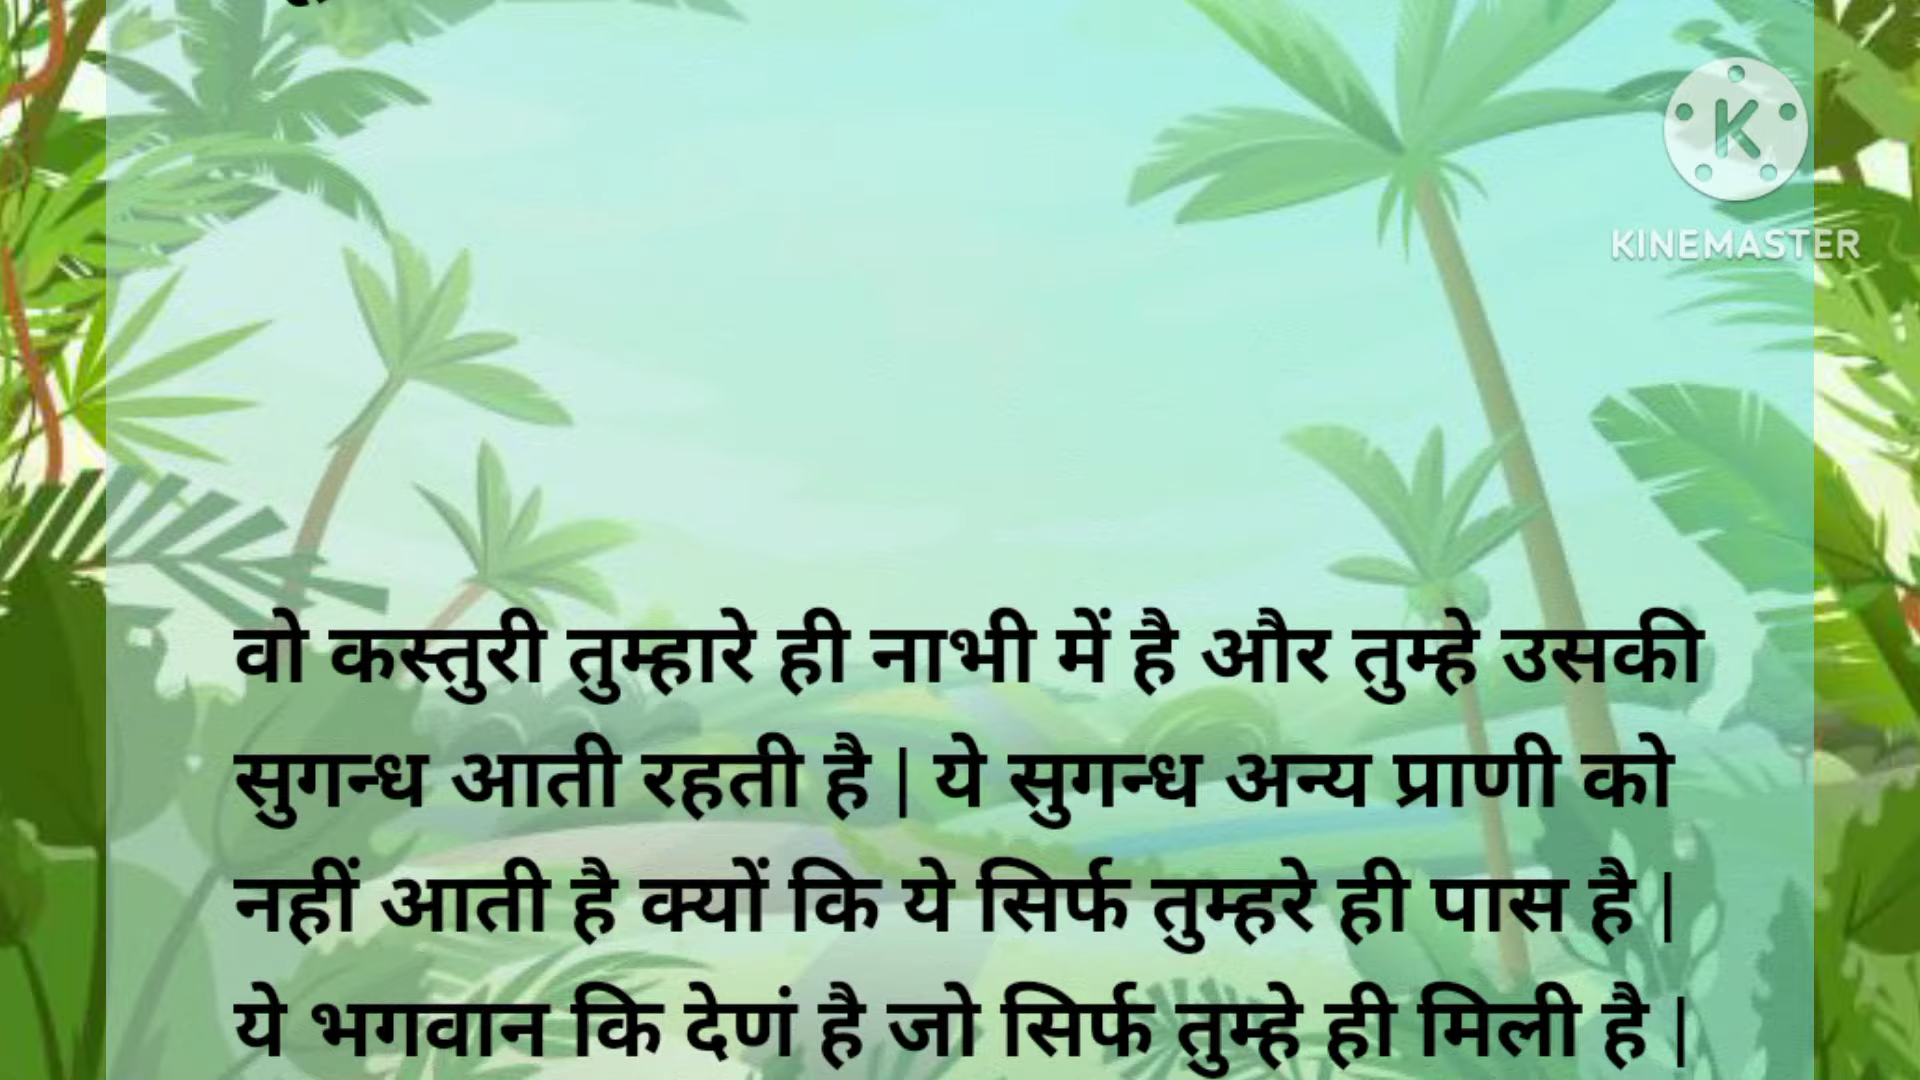 K
KINEMASTER
वो कस्तुरी तुम्हारे ही नाभी में है और तुम्हे उसकी
सुगन्ध आती रहती है | ये सुगन्ध अन्य प्राणी को
नहीं आती है क्यों कि ये सिर्फ तुम्हरे ही पास है |
ये भगवान कि देणं है जो सिर्फ तुम्हे ही मिली है |